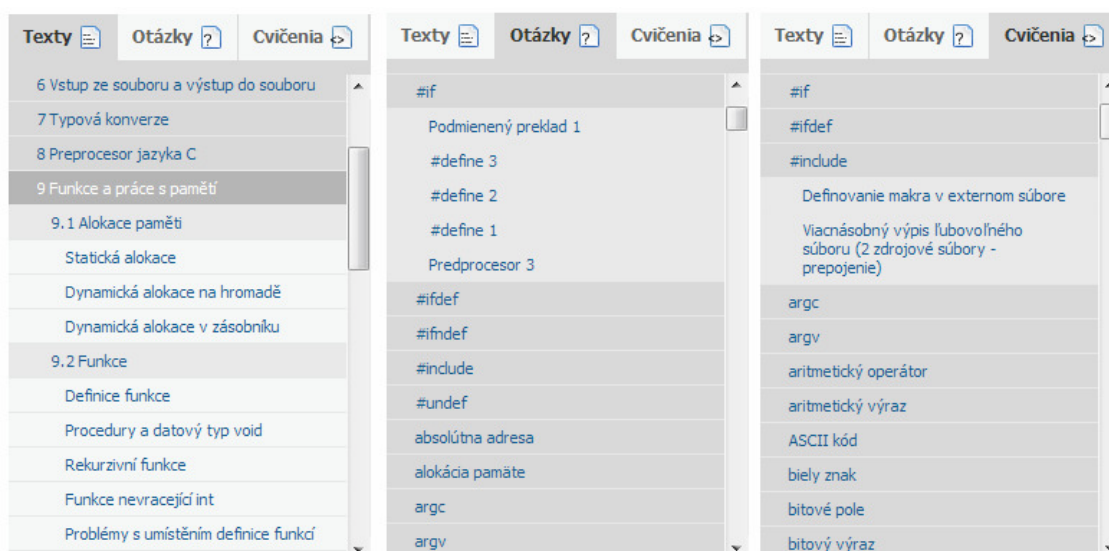 Texty Otázky Cvičenia
6 Vstup ze souboru a výstup do souboru
7 Typová konverze
8 Preprocesor jazyka C
9 Funkce a práce s pamětí
9.1 Alokace paměti
Statická alokace
Dynamická alokace na hromadě
Dynamická alokace v zásobníku
9.2 Funkce
Definice funkce
Procedury a datový typ void
Rekurzivní funkce
Funkce nevracející int
Problémy s umístěním definice funkcí
Texty Otázky Cvičenia
#if
Podmienený preklad 1
#define 3
#define 2
#define 1
Predprocesor 3
#ifdef
#ifndef
#include
#undef
absolútna adresa
alokácia pamäte
argc
argv
Texty Otázky Cvičenia
#if
#ifdef
#include
Definovanie makra v externom súbore
Viacnásobný výpis ľubovoľného
súboru (2 zdrojové súbory -
prepojenie)
argc
argv
aritmetický operátor
aritmetický výraz
ASCII kód
biely znak
bitové pole
bitový výraz